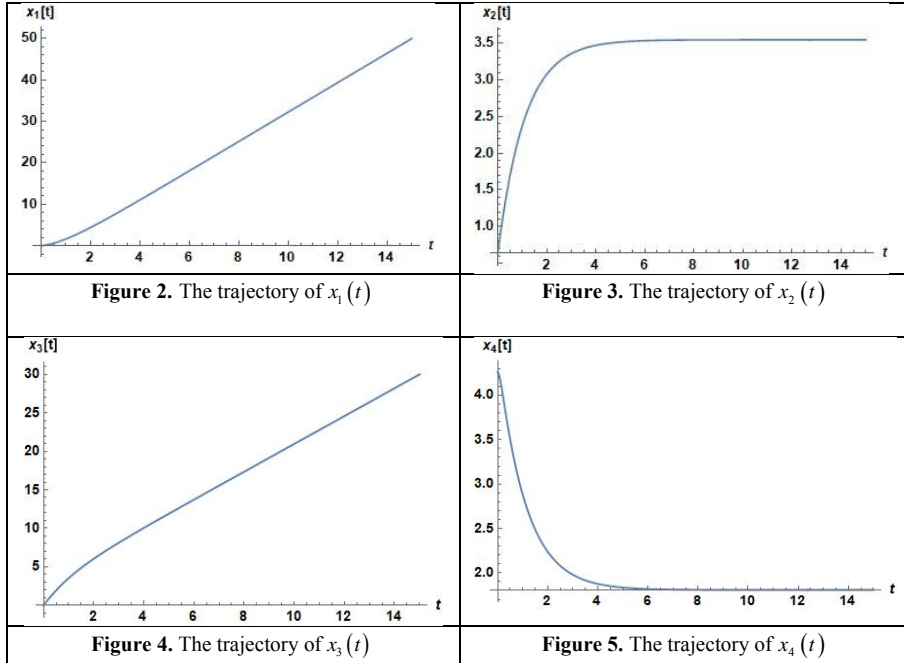 x₁[t]
50
40
30
20
10
2 4 6 8 10 12 14 t
Figure 2. The trajectory of x₁(t)
x₂[t]
3.5
3.0
2.5
2.0
1.5
1.0
2 4 6 8 10 12 14 t
Figure 3. The trajectory of x₂(t)
x₃[t]
30
25
20
15
10
5
2 4 6 8 10 12 14 t
Figure 4. The trajectory of x₃(t)
x₄[t]
4.0
3.5
3.0
2.5
2.0
2 4 6 8 10 12 14 t
Figure 5. The trajectory of x₄(t)